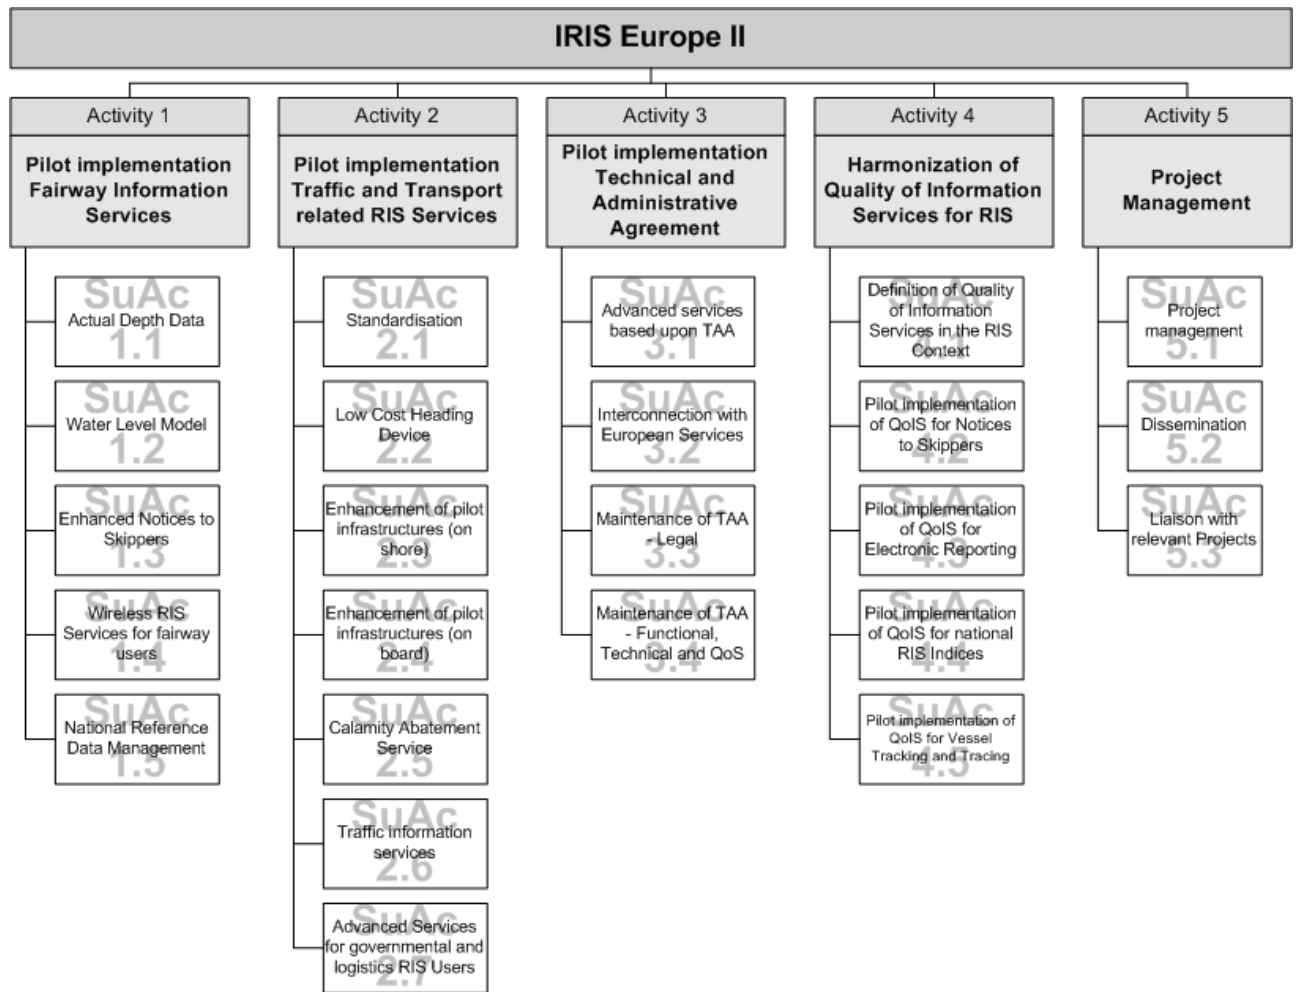 IRIS Europe II
Activity 1
Pilot implementation
Fairway Information
Services
SuAc
Actual Depth Data
1.1
SuAc
Water Level Model
1.2
SuAc
Enhanced Notices to
Skippers
1.3
SuAc
Wireless RIS
Services for fairway
users
1.4
SuAc
National Reference
Data Management
1.5
Activity 2
Pilot implementation
Traffic and Transport
related RIS Services
SuAc
Standardisation
2.1
SuAc
Low Cost Heading
Device
2.2
SuAc
Enhancement of pilot
infrastructures (on
shore)
2.3
SuAc
Enhancement of pilot
infrastructures (on
board)
2.4
SuAc
Calamity Abatement
Service
2.5
SuAc
Traffic information
services
2.6
SuAc
Advanced Services
for governmental and
logistics RIS Users
2.7
Activity 3
Pilot implementation
Technical and
Administrative
Agreement
SuAc
Advanced services
based upon TAA
3.1
SuAc
Interconnection with
European Services
3.2
SuAc
Maintenance of TAA
- Legal
3.3
SuAc
Maintenance of TAA
- Functional,
Technical and QoS
3.4
Activity 4
Harmonization of
Quality of Information
Services for RIS
SuAc
Definition of Quality
of Information
Services in the RIS
Context
4.1
SuAc
Pilot implementation
of QoIS for Notices
to Skippers
4.2
SuAc
Pilot implementation
of QoIS for
Electronic Reporting
4.3
SuAc
Pilot implementation
of QoIS for national
RIS Indices
4.4
SuAc
Pilot implementation of
QoIS for Vessel
Tracking and Tracing
4.5
Activity 5
Project
Management
SuAc
Project
management
5.1
SuAc
Dissemination
5.2
SuAc
Liaison with
relevant Projects
5.3